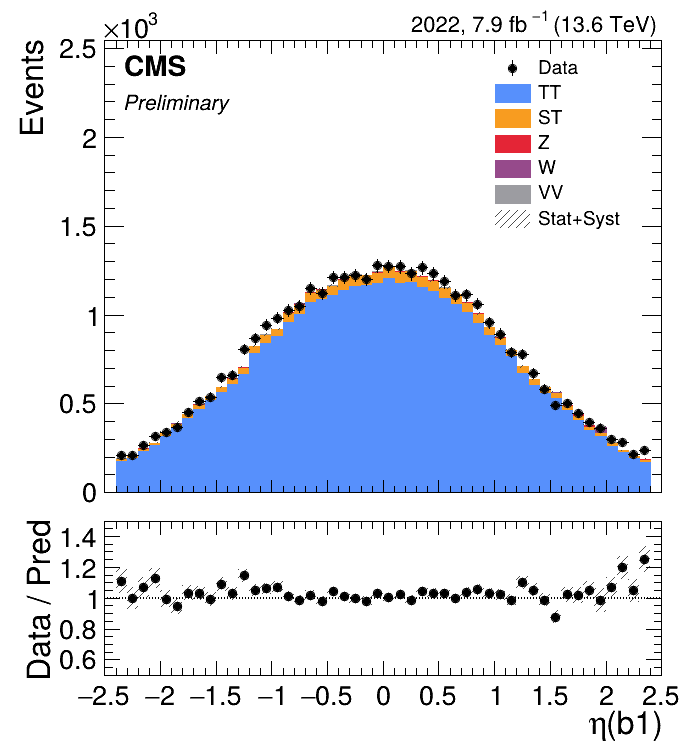 ×10³
2022, 7.9 fb⁻¹ (13.6 TeV)
Events
2.5
2
1.5
1
0.5
0
CMS
Preliminary
Data
TT
ST
Z
W
VV
Stat+Syst
Data / Pred
1.4
1.2
1
0.8
0.6
−2.5 −2 −1.5 −1 −0.5 0 0.5 1 1.5 2 2.5
η(b1)